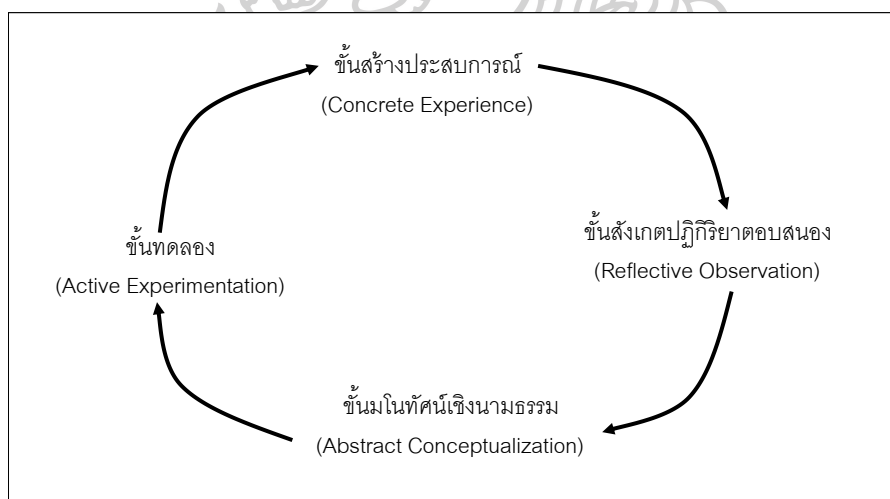 ขั้นสร้างประสบการณ์
(Concrete Experience)
ขั้นสังเกตปฏิกิริยาตอบสนอง
(Reflective Observation)
ขั้นทดลอง
(Active Experimentation)
ขั้นมโนทัศน์เชิงนามธรรม
(Abstract Conceptualization)